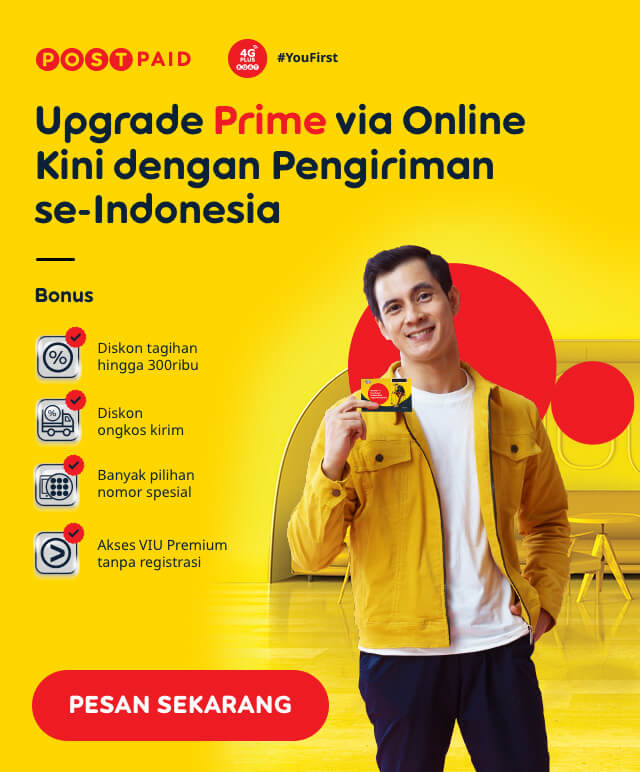 POSTPAID
4G
PLUS
KUAT
#YouFirst
Upgrade Prime via Online
Kini dengan Pengiriman
se-Indonesia
Bonus
Diskon tagihan
hingga 300ribu
Diskon
ongkos kirim
Banyak pilihan
nomor spesial
Akses VIU Premium
tanpa registrasi
PESAN SEKARANG